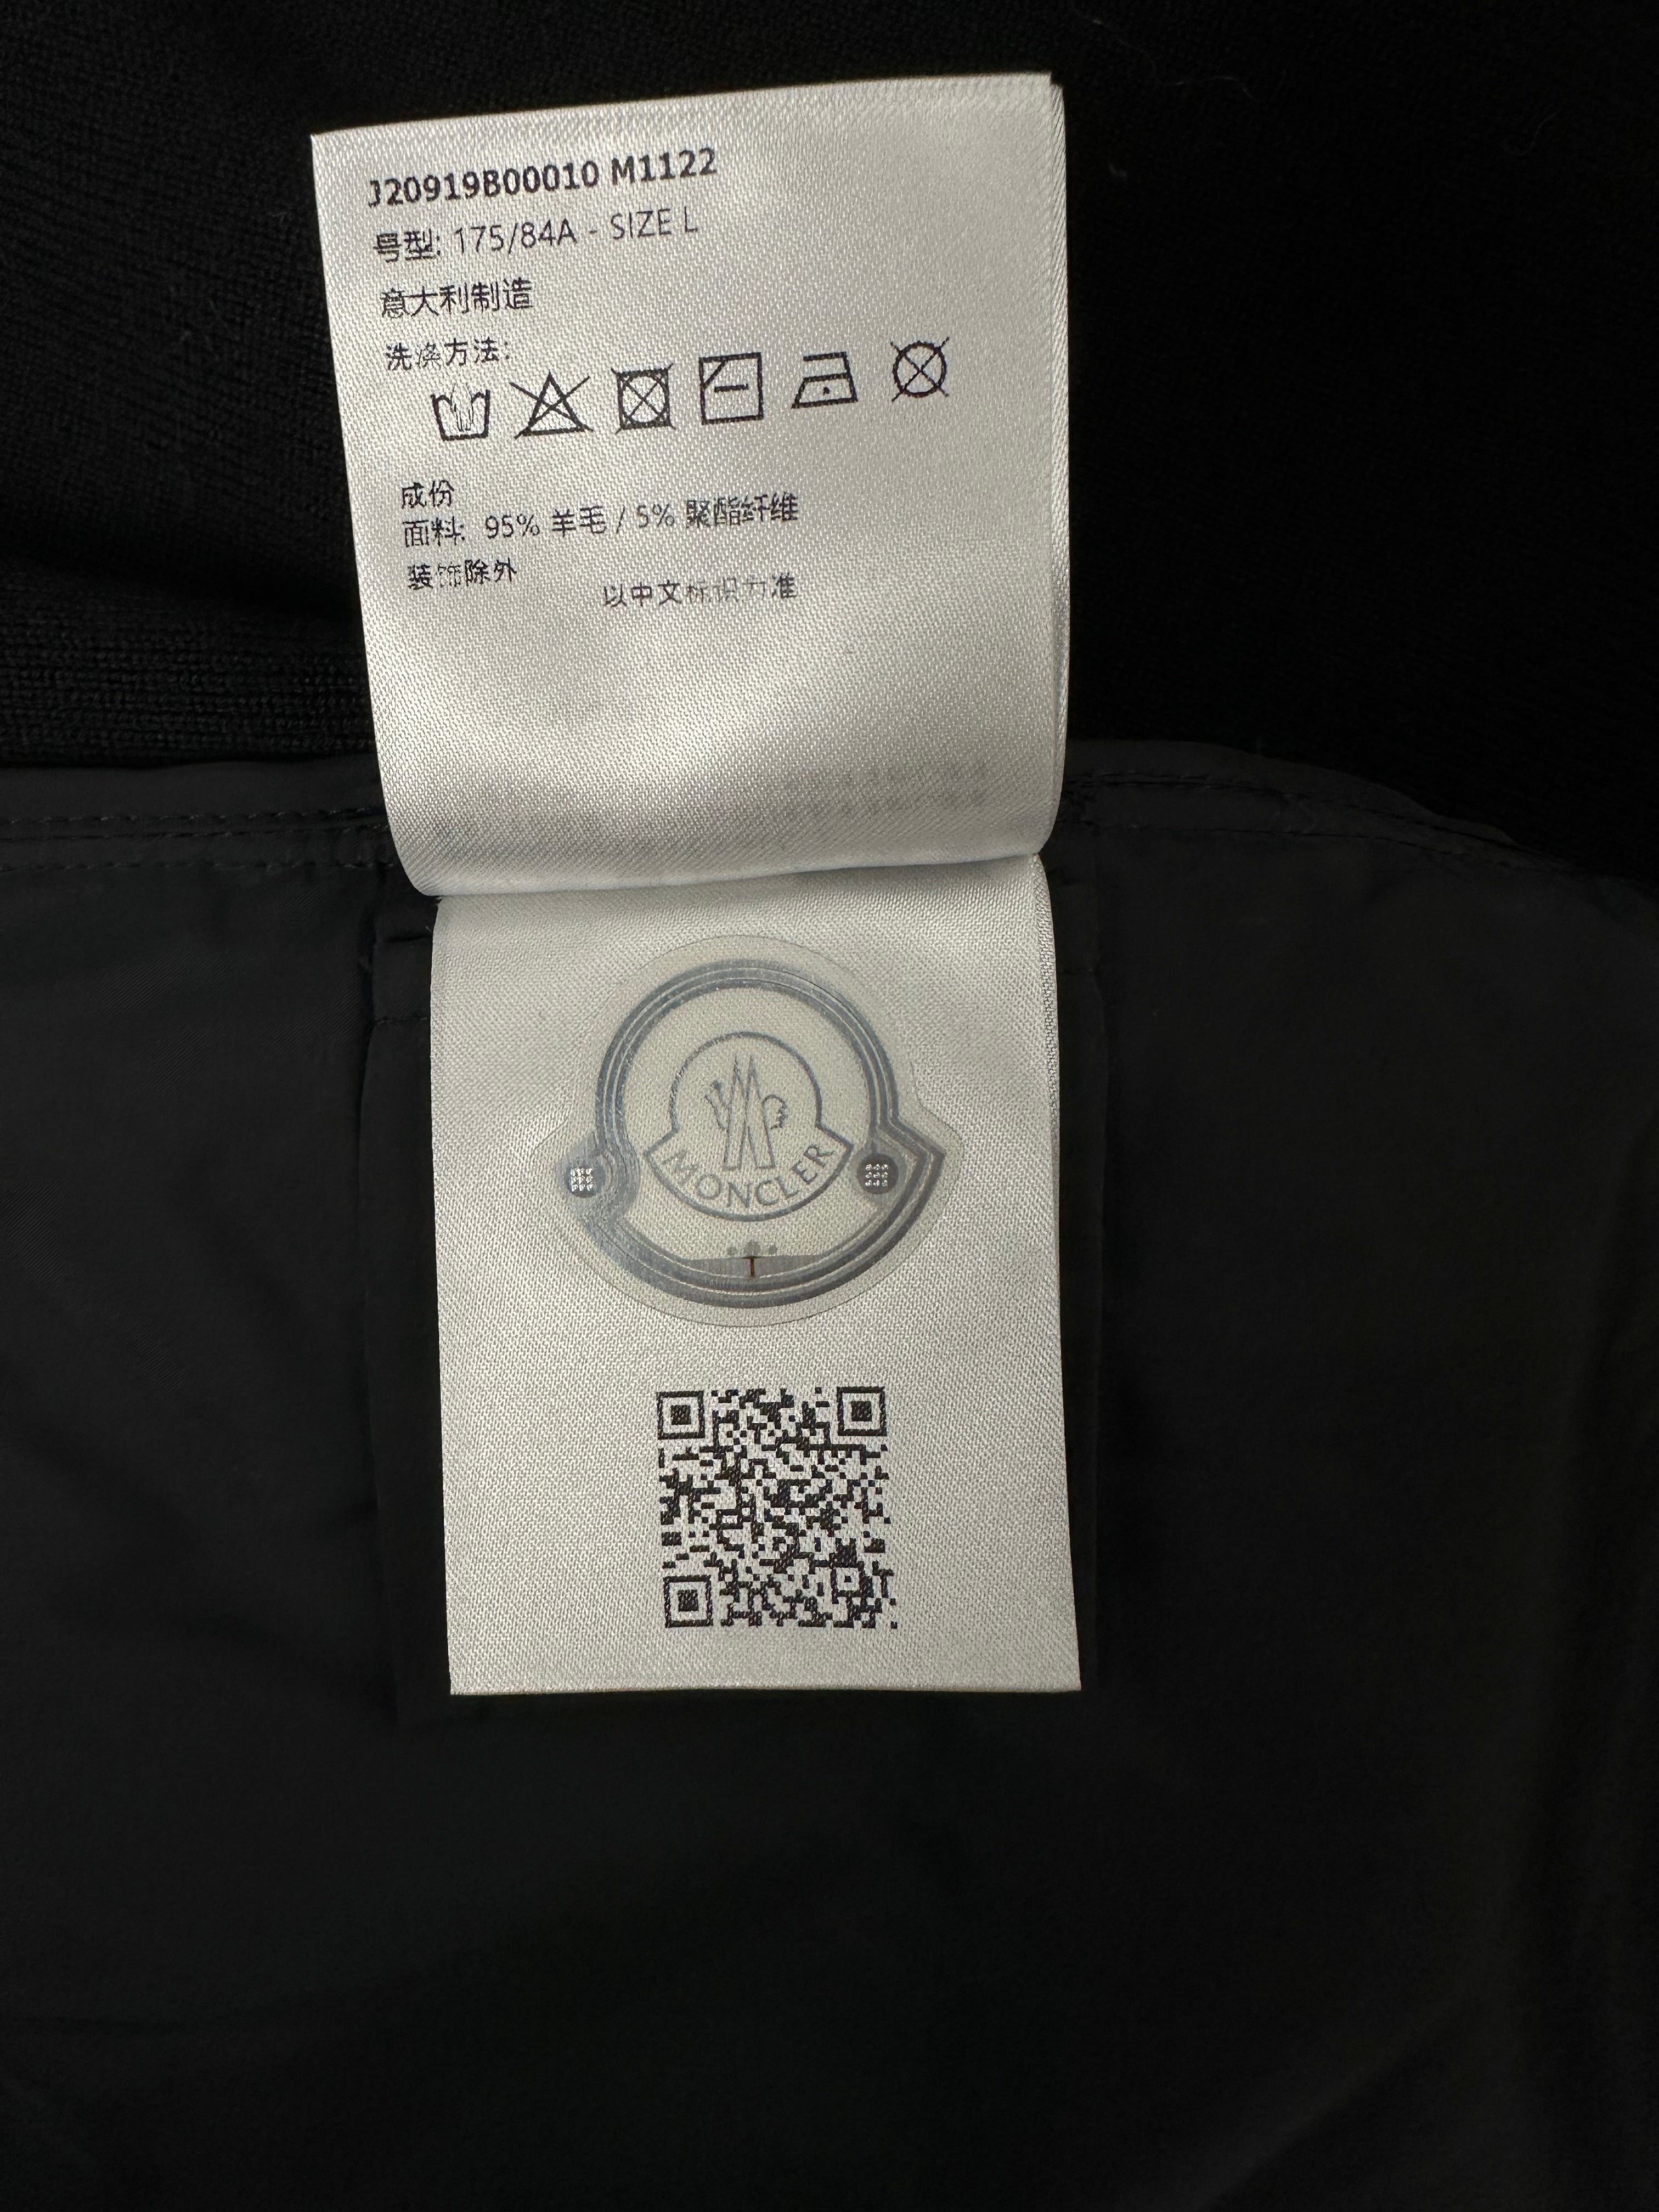 J20919B00010 M1122
号型: 175/84A - SIZE L
意大利制造
洗涤方法:
成份
面料: 95% 羊毛 / 5% 聚酯纤维
装饰除外
以中文标识为准
MONCLER